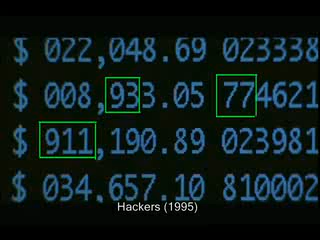 $ 022,048.69 023338
$ 008,933.05 774621
$ 911,190.89 023981
$ 034,657.10 810002
Hackers (1995)